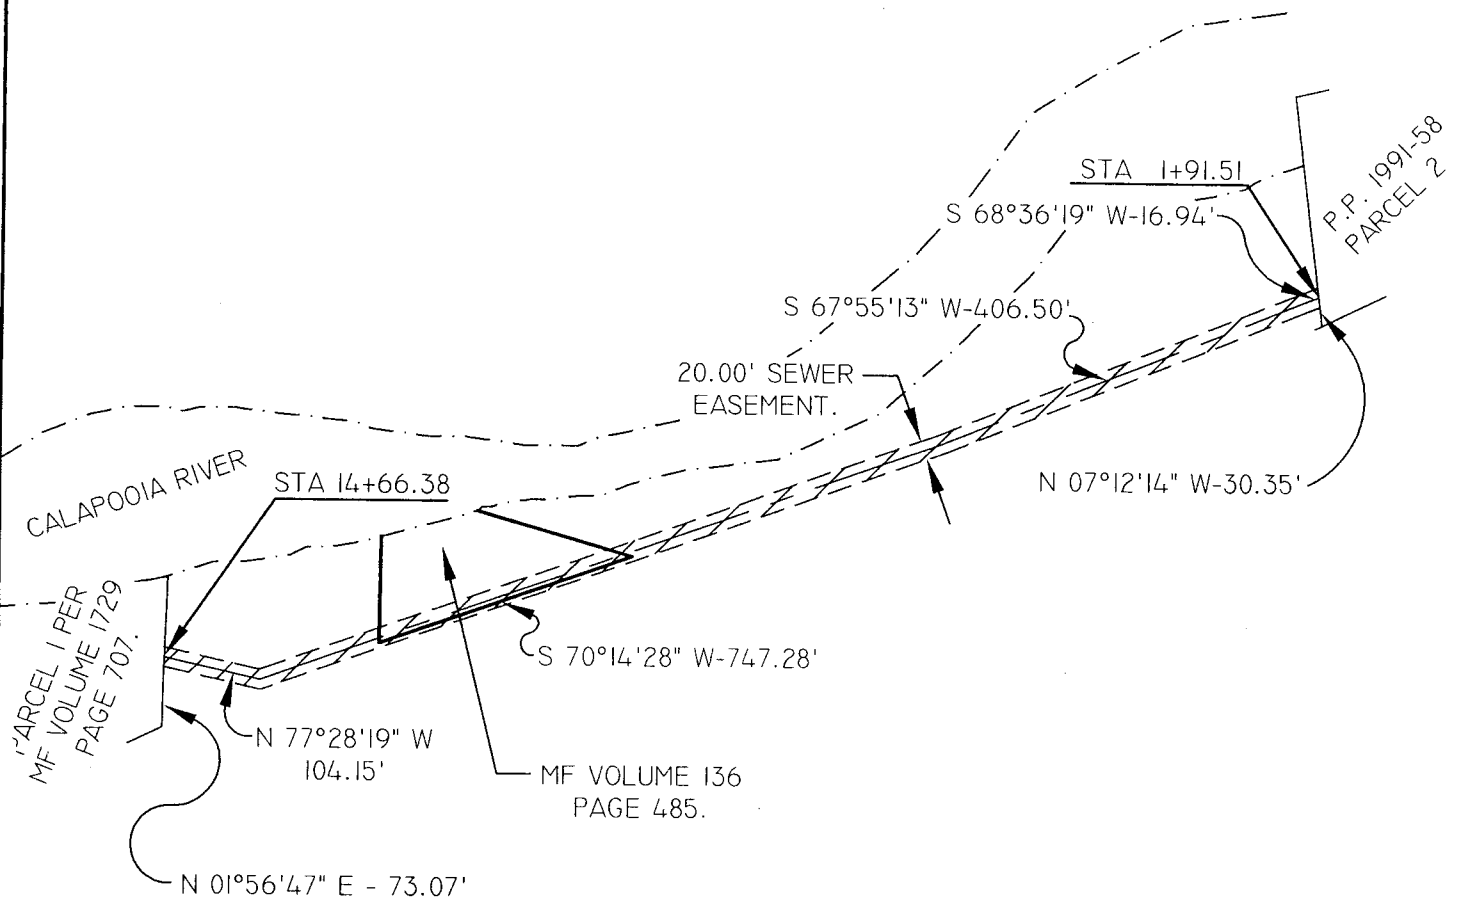 STA 1+91.51
S 68°36'19" W-16.94'
P.P. 1991-58
PARCEL 2
S 67°55'13" W-406.50'
20.00' SEWER
EASEMENT.
N 07°12'14" W-30.35'
CALAPOOIA RIVER
STA 14+66.38
PARCEL 1 PER
MF VOLUME 1729
PAGE 707.
S 70°14'28" W-747.28'
N 77°28'19" W
104.15'
MF VOLUME 136
PAGE 485.
N 01°56'47" E - 73.07'